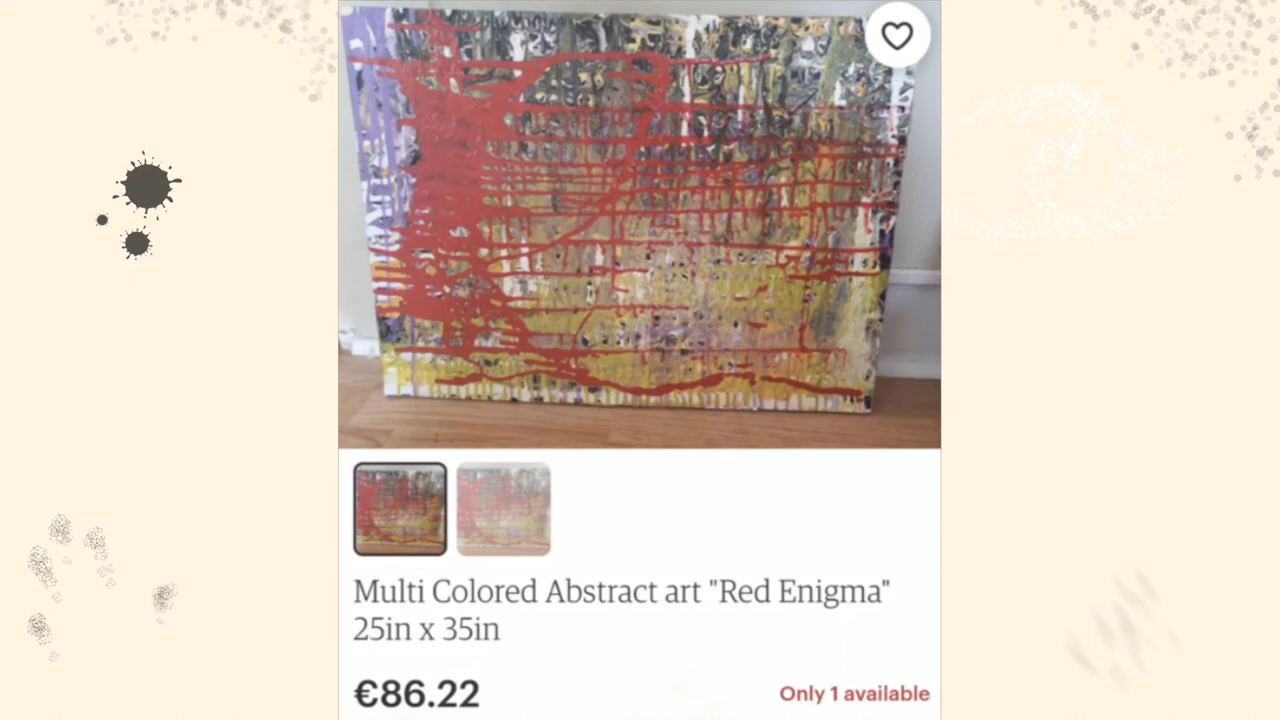 Multi Colored Abstract art "Red Enigma"
25in x 35in
€86.22
Only 1 available